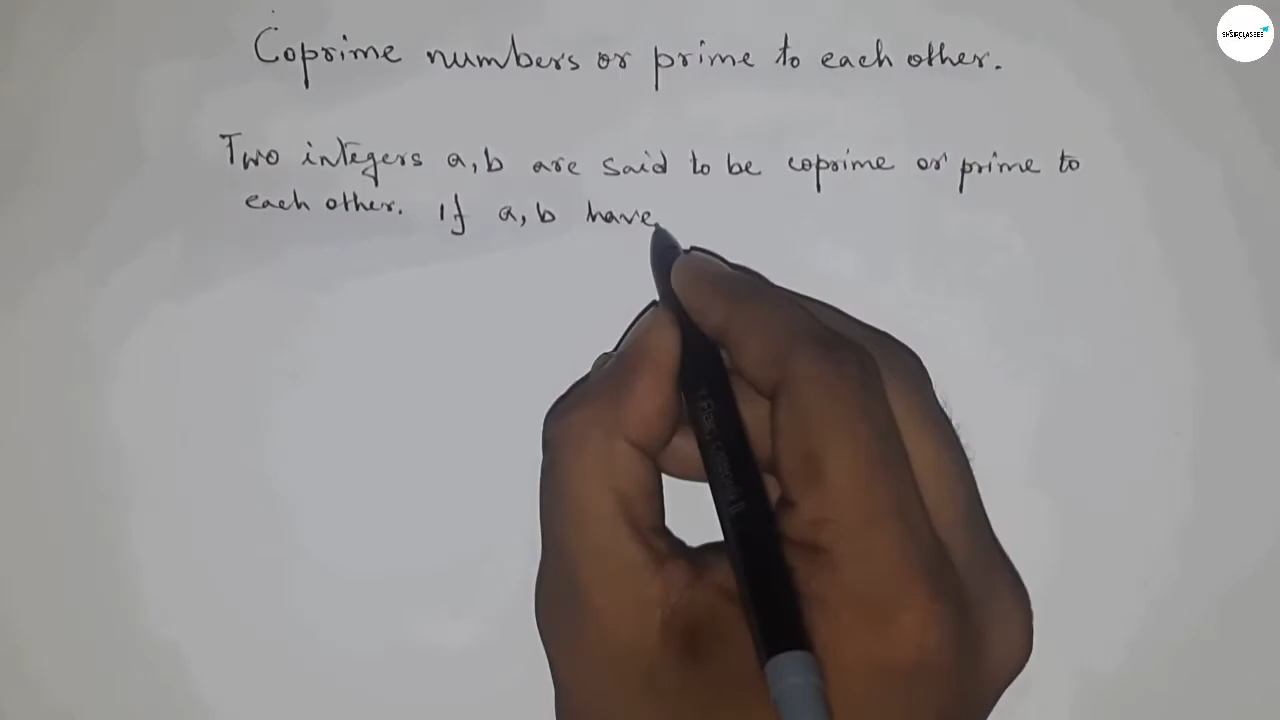 Coprime numbers or prime to each other.
Two integers a, b are said to be coprime or prime to
each other. If a, b have
SHSIRCLASSES